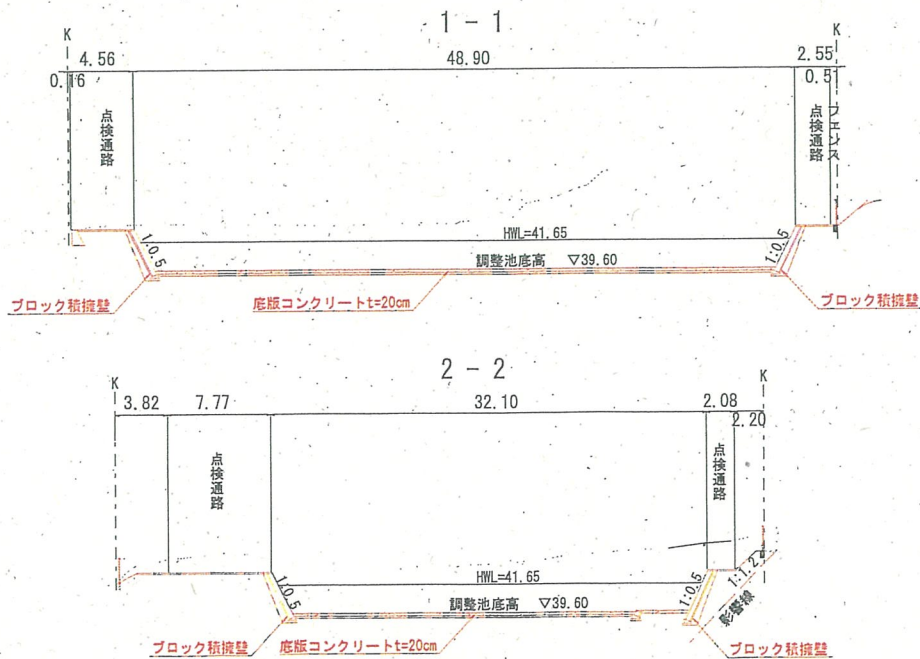 1 - 1
K
K
4.56
48.90
2.55
0.16
0.5
点検通路
点検通路
フェンス
HWL=41.65
1:0.5
1:0.5
調整池底高 ▽39.60
ブロック積擁壁
底版コンクリートt=20cm
ブロック積擁壁
2 - 2
K
K
3.82
7.77
32.10
2.08
2.20
点検通路
点検通路
HWL=41.65
1:0.5
1:0.5
1:1.2
調整池底高 ▽39.60
影響線
ブロック積擁壁
底版コンクリートt=20cm
ブロック積擁壁